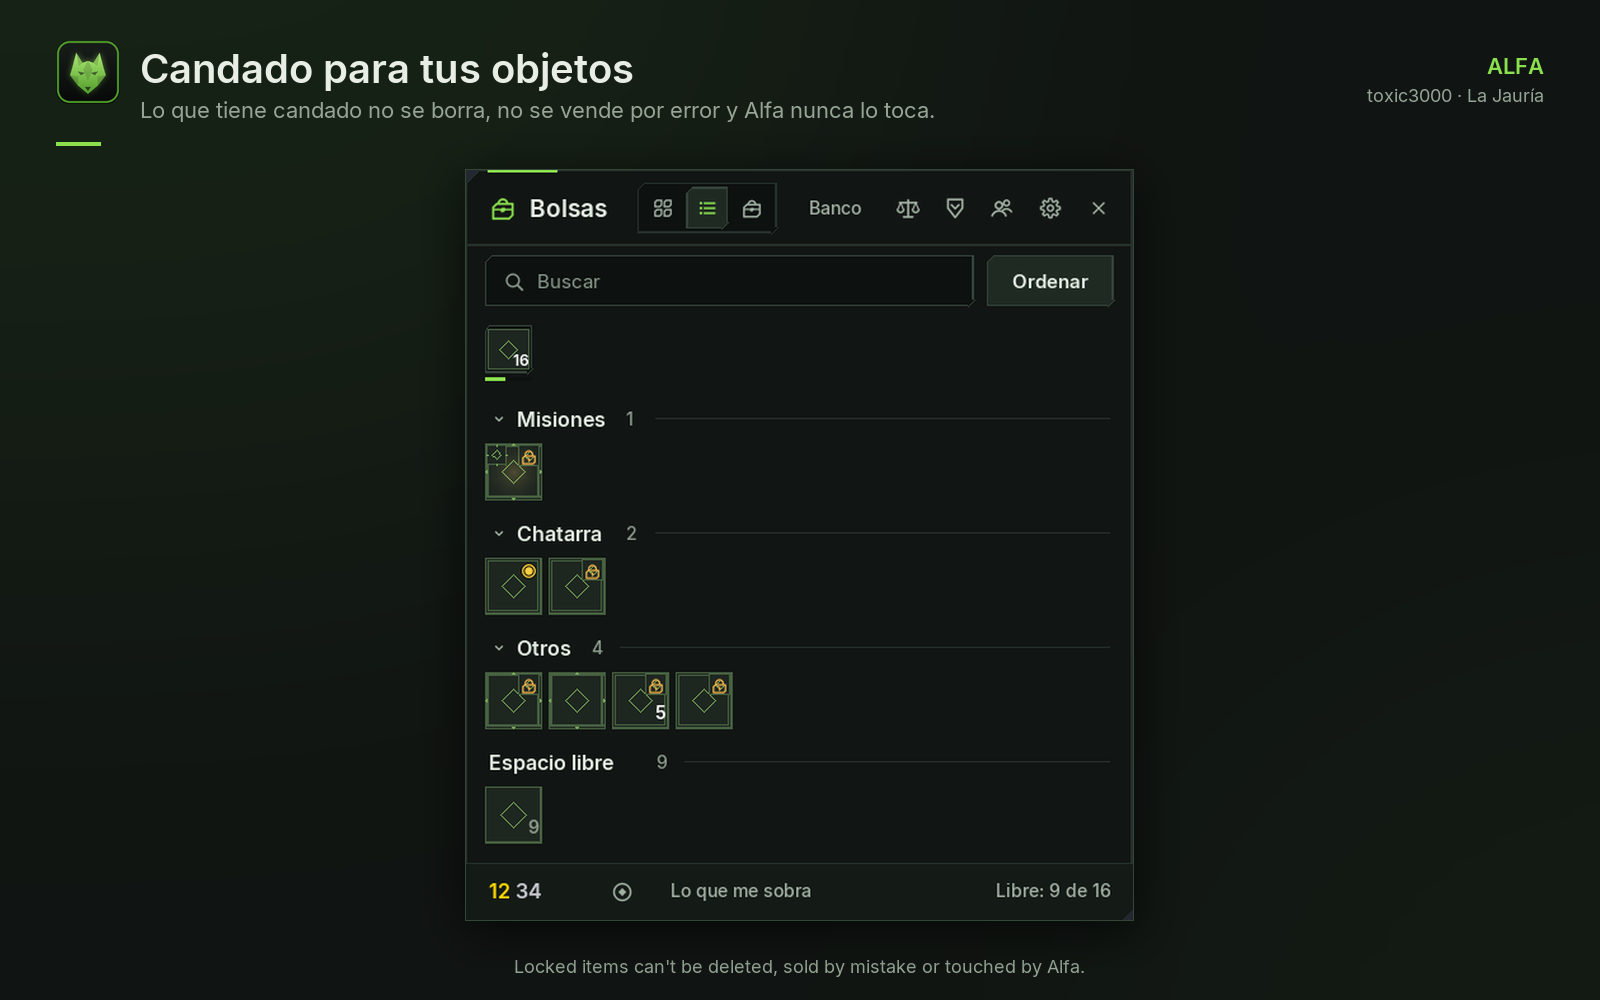 Candado para tus objetos
Lo que tiene candado no se borra, no se vende por error y Alfa nunca lo toca.
ALFA
toxic3000 · La Jauría
Bolsas
Banco
Buscar
Ordenar
16
Misiones 1
Chatarra 2
Otros 4
5
Espacio libre 9
9
12 34
Lo que me sobra
Libre: 9 de 16
Locked items can't be deleted, sold by mistake or touched by Alfa.